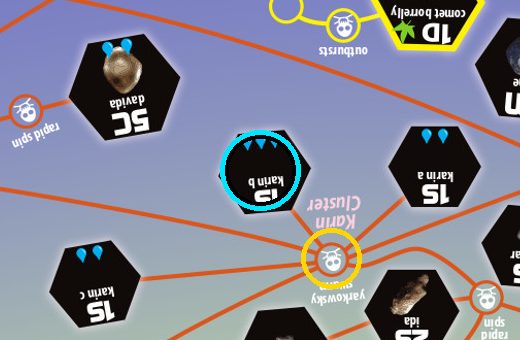 comet borrelly
1D
outbursts
davida
5C
rapid spin
karin b
1S
karin a
1S
Karin
Cluster
yarkovsky
karin c
1S
ida
2S
rapid
spin